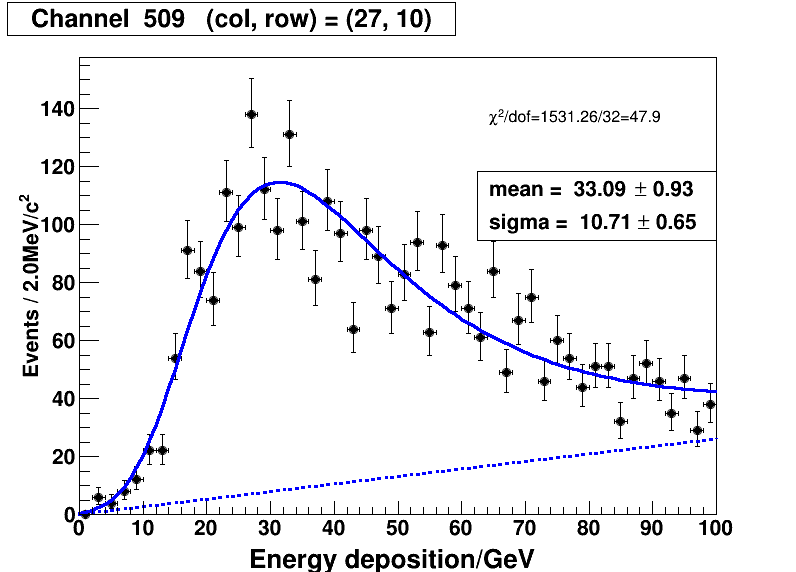 Channel 509 (col, row) = (27, 10)
χ²/dof=1531.26/32=47.9
mean = 33.09 ± 0.93
sigma = 10.71 ± 0.65
Events / 2.0MeV/c²
140
120
100
80
60
40
20
0
0 10 20 30 40 50 60 70 80 90 100
Energy deposition/GeV